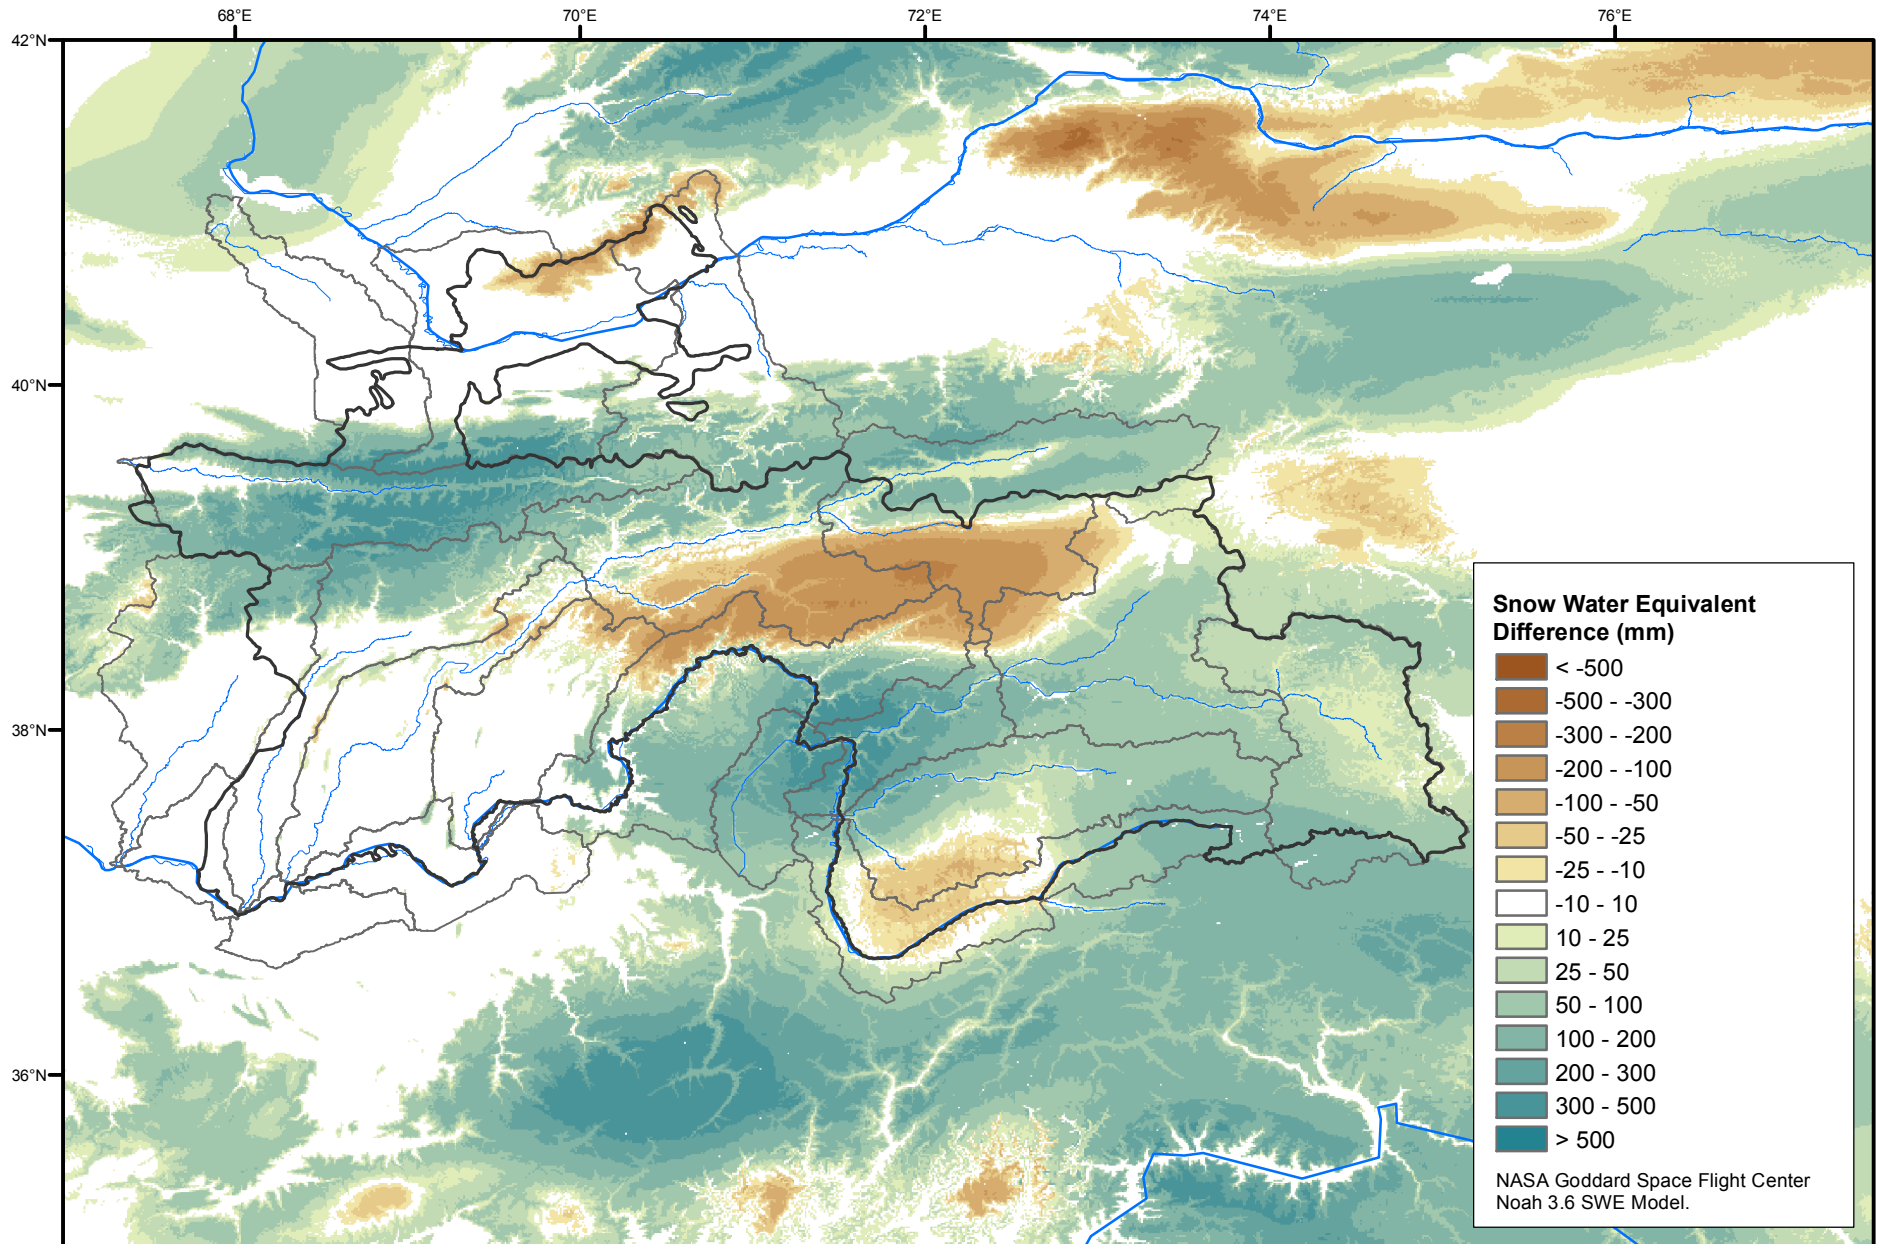 68°E
70°E
72°E
74°E
76°E
42°N
40°N
38°N
36°N
Snow Water Equivalent
Difference (mm)
< -500
-500 - -300
-300 - -200
-200 - -100
-100 - -50
-50 - -25
-25 - -10
-10 - 10
10 - 25
25 - 50
50 - 100
100 - 200
200 - 300
300 - 500
> 500
NASA Goddard Space Flight Center
Noah 3.6 SWE Model.